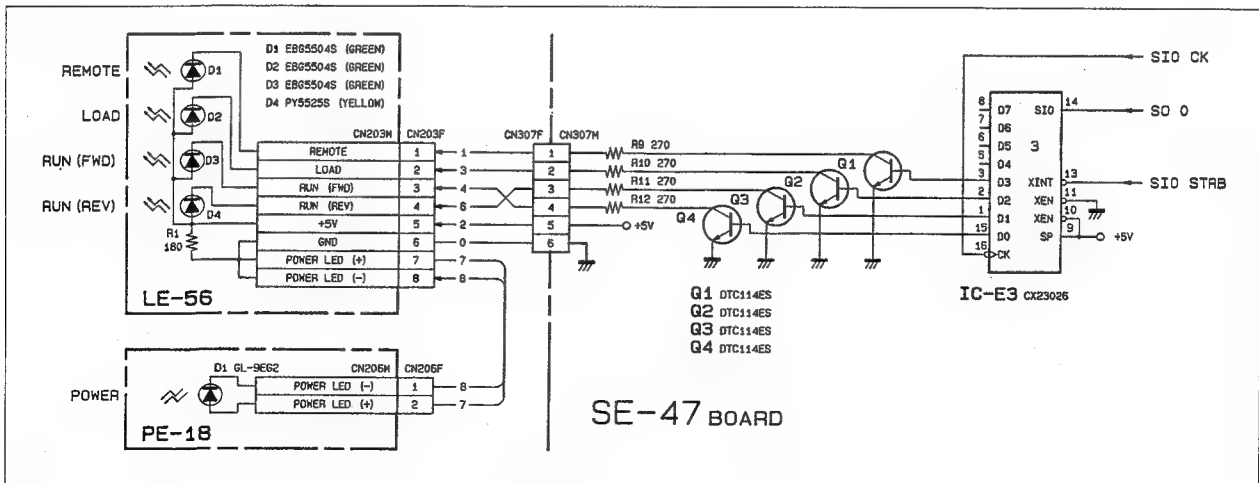 D1 EBG5504S (GREEN)
D2 EBG5504S (GREEN)
D3 EBG5504S (GREEN)
D4 PY5525S (YELLOW)
REMOTE
D1
LOAD
D2
RUN (FWD)
D3
RUN (REV)
D4
R1
180
CN203M
CN203F
REMOTE 1 1
LOAD 2 3
RUN (FWD) 3 4
RUN (REV) 4 6
+5V 5 2
GND 6 0
POWER LED (+) 7 7
POWER LED (-) 8 8
LE-56
CN307F
CN307M
1
2
3
4
5
6
R9 270
R10 270
R11 270
R12 270
+5V
Q1
Q2
Q3
Q4
Q1 DTC114ES
Q2 DTC114ES
Q3 DTC114ES
Q4 DTC114ES
SIO CK
SO 0
SIO STRB
8 D7
7 D6
6 D5
5 D4
3 D3
2 D2
1 D1
15 D0
16 CK
3
SIO 14
XINT 13
XEN 11
XEN 10
SP 9
+5V
IC-E3 CX23026
POWER
D1 GL-9EG2
CN206M
CN206F
POWER LED (-) 1 8
POWER LED (+) 2 7
PE-18
SE-47 BOARD